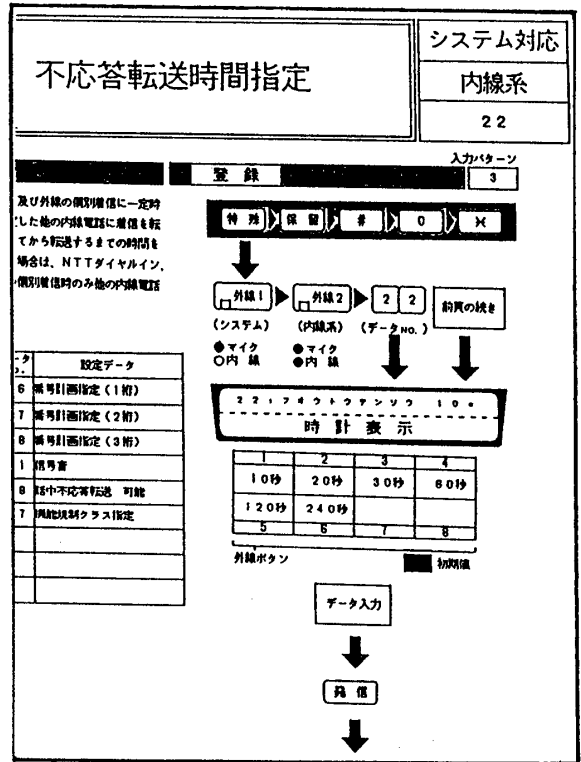 不応答転送時間指定
システム対応
内線系
22
登録
入力パターン
3
及び外線の個別着信に一定時
した他の内線電話に着信を転
てから転送するまでの時間を
場合は、NTTダイヤルイン、
個別着信時のみ他の内線電話
特殊 保留 # 0
外線1 外線2 2 2 前頁の続き
(システム) (内線系) (データNO.)
●マイク ●マイク
○内線 ●内線
設定データ
6 番号計画指定(1桁)
7 番号計画指定(2桁)
8 番号計画指定(3桁)
1 信号音
8 話中不応答転送 可能
7 機能規制クラス指定
22:フオウトウテンソウ 10s
時計表示
1 2 3 4
10秒 20秒 30秒 60秒
120秒 240秒
5 6 7 8
外線ボタン 初期値
データ入力
発信